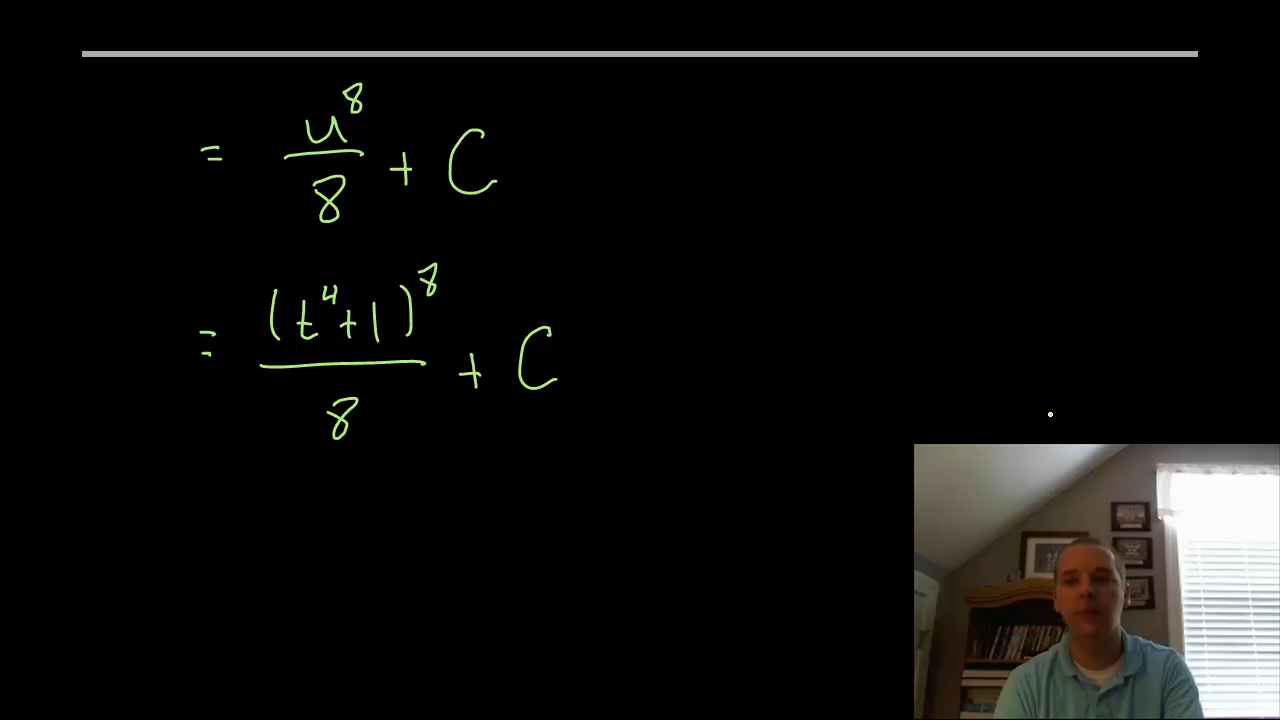 = u^8/8 + C
= (t^4+1)^8/8 + C